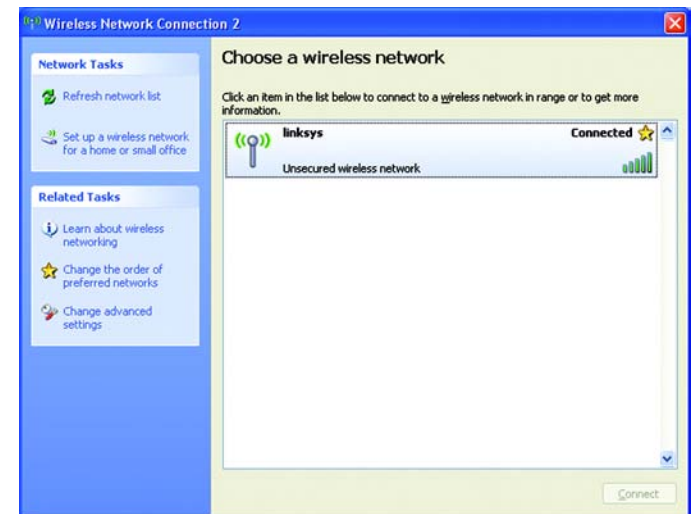 Wireless Network Connection 2
Network Tasks
Refresh network list
Set up a wireless network
for a home or small office
Related Tasks
Learn about wireless
networking
Change the order of
preferred networks
Change advanced
settings
Choose a wireless network
Click an item in the list below to connect to a wireless network in range or to get more
information.
linksys
Connected
Unsecured wireless network
Connect